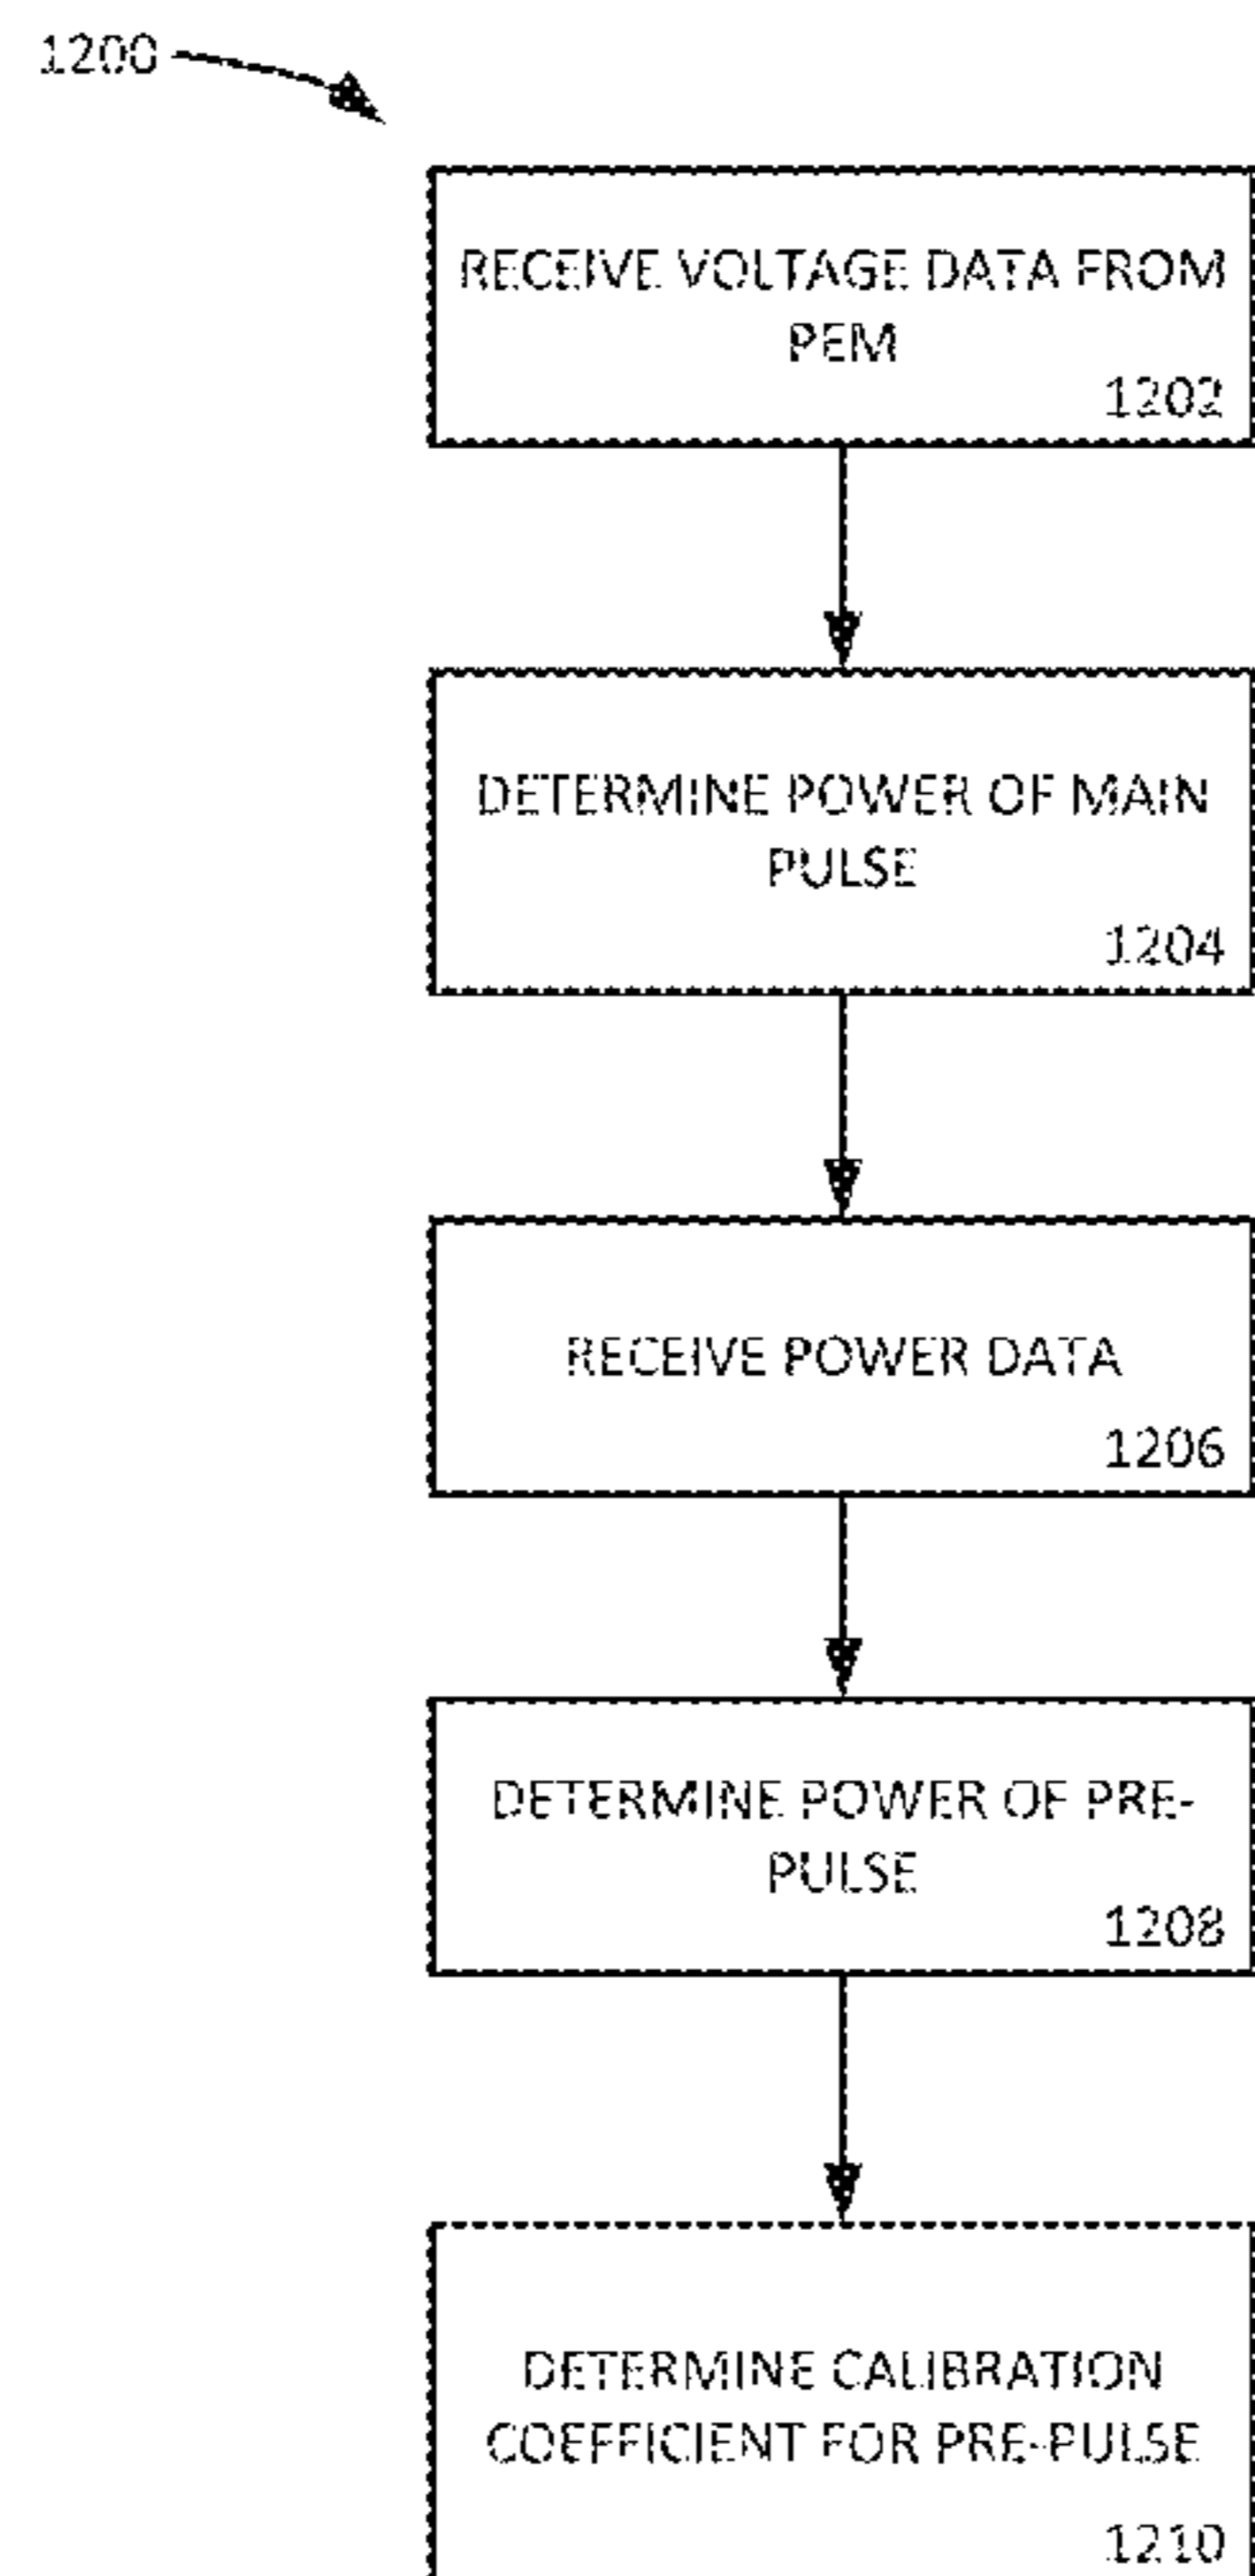 1200
RECEIVE VOLTAGE DATA FROM
PEM
1202
DETERMINE POWER OF MAIN
PULSE
1204
RECEIVE POWER DATA
1206
DETERMINE POWER OF PRE-
PULSE
1208
DETERMINE CALIBRATION
COEFFICIENT FOR PRE-PULSE
1210